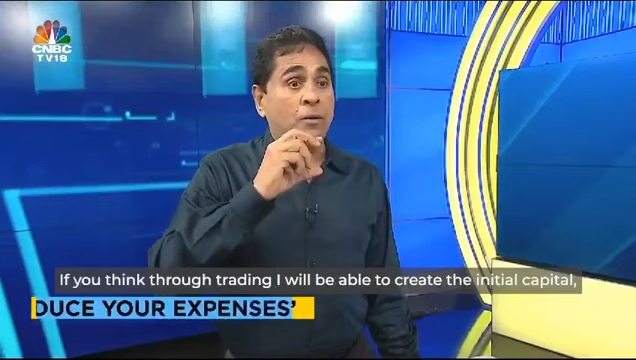 CNBC
TV18
If you think through trading I will be able to create the initial capital,
DUCE YOUR EXPENSES’